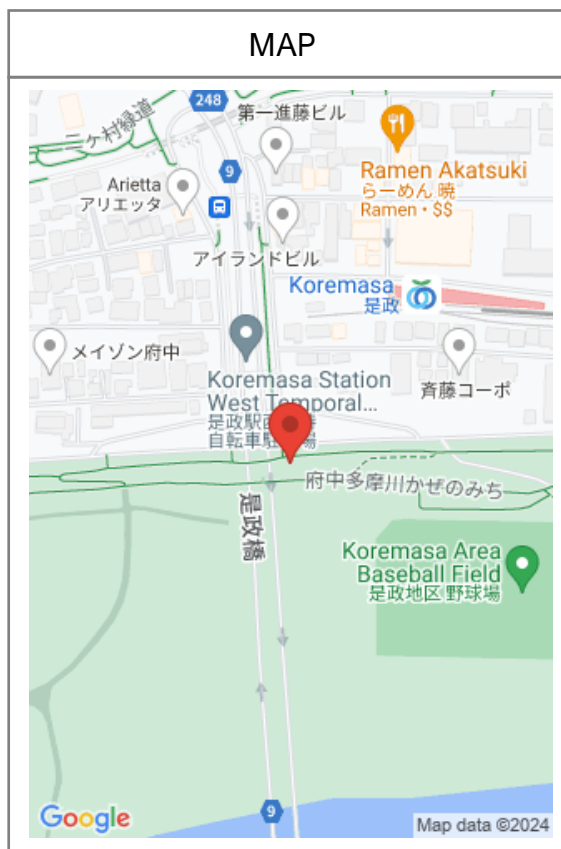 MAP
248
第一進藤ビル
三ケ村緑道
9
Ramen Akatsuki
らーめん 暁
Ramen・$$
Arietta
アリエッタ
アイランドビル
Koremasa
是政
メイゾン府中
Koremasa Station
West Temporal...
是政駅
自転車駐 場
斉藤コーポ
府中多摩川かぜのみち
是政橋
Koremasa Area
Baseball Field
是政地区 野球場
9
Google
Map data ©2024